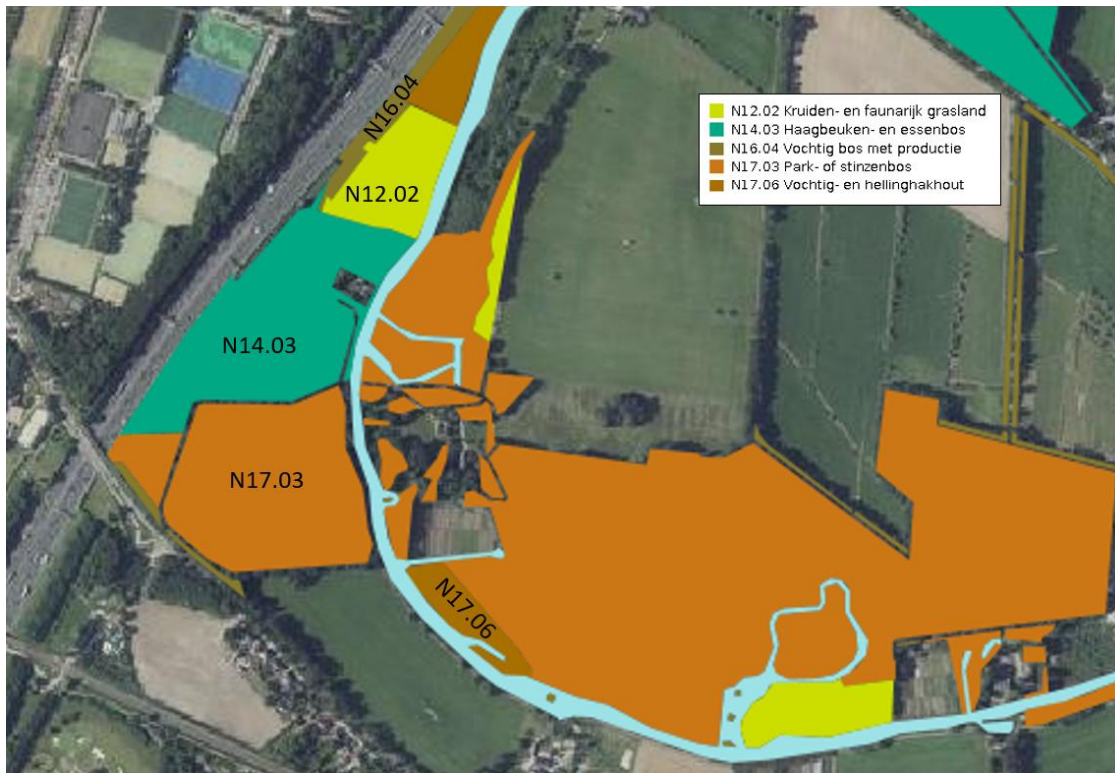 N16.04
N12.02 Kruiden- en faunarijk grasland
N14.03 Haagbeuken- en essenbos
N16.04 Vochtig bos met productie
N17.03 Park- of stinzenbos
N17.06 Vochtig- en hellinghakhout
N12.02
N14.03
N17.03
N17.06